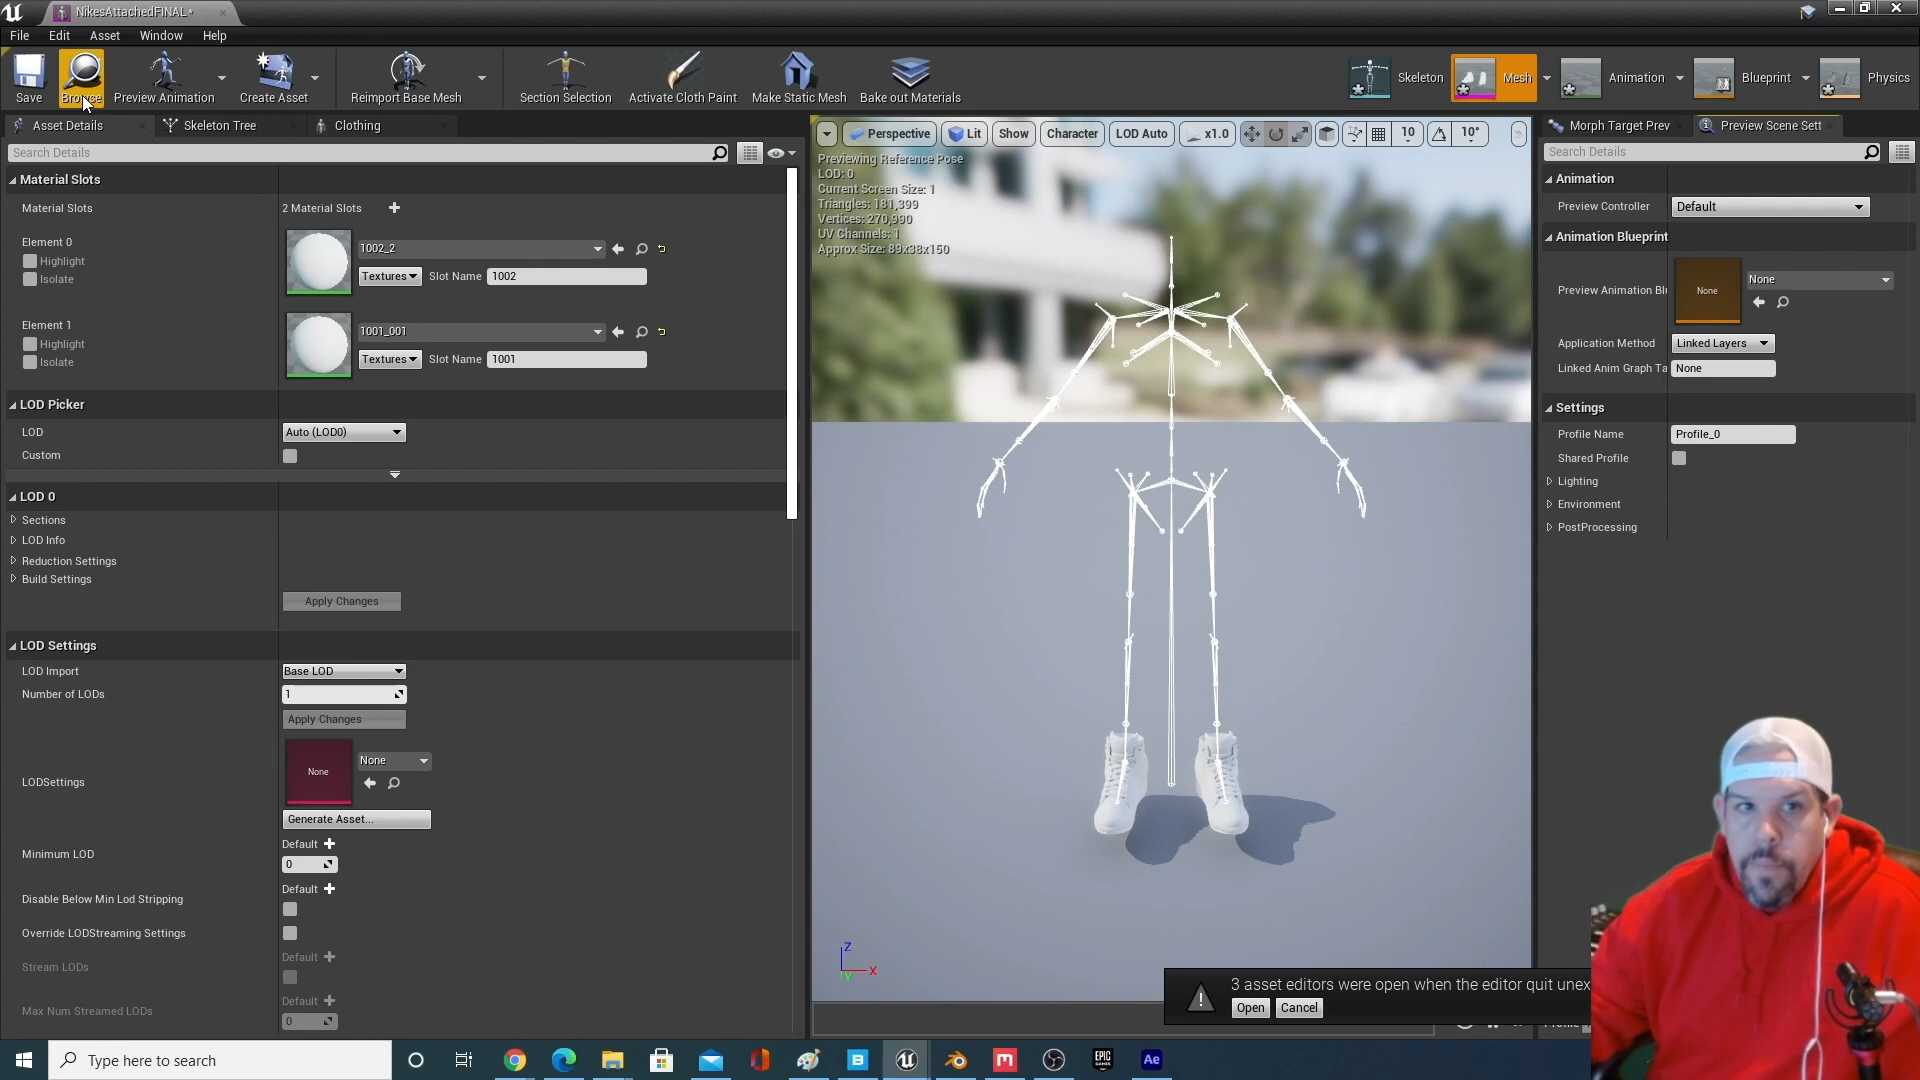 NikesAttachedFINAL*
File Edit Asset Window Help
Save Browse Preview Animation Create Asset Reimport Base Mesh Section Selection Activate Cloth Paint Make Static Mesh Bake out Materials Skeleton Mesh Animation Blueprint Physics
Asset Details Skeleton Tree Clothing
Search Details
Material Slots
Material Slots 2 Material Slots
Element 0
Highlight
Isolate
1002_2
Textures Slot Name 1002
Element 1
Highlight
Isolate
1001_001
Textures Slot Name 1001
LOD Picker
LOD Auto (LOD0)
Custom
LOD 0
Sections
LOD Info
Reduction Settings
Build Settings
Apply Changes
LOD Settings
LOD Import Base LOD
Number of LODs 1
Apply Changes
LODSettings None None
Generate Asset...
Minimum LOD Default
0
Disable Below Min Lod Stripping Default
Override LODStreaming Settings
Stream LODs Default
Max Num Streamed LODs Default
0
Perspective Lit Show Character LOD Auto x1.0 10 10°
Previewing Reference Pose
LOD: 0
Current Screen Size: 1
Triangles: 181,399
Vertices: 270,990
UV Channels: 1
Approx Size: 89x38x150
Z
X
Y
Morph Target Prev Preview Scene Sett
Search Details
Animation
Preview Controller Default
Animation Blueprint
Preview Animation Blu None None
Application Method Linked Layers
Linked Anim Graph Ta None
Settings
Profile Name Profile_0
Shared Profile
Lighting
Environment
PostProcessing
3 asset editors were open when the editor quit unex
Open Cancel
Type here to search
EPIC
GAMES
Ae